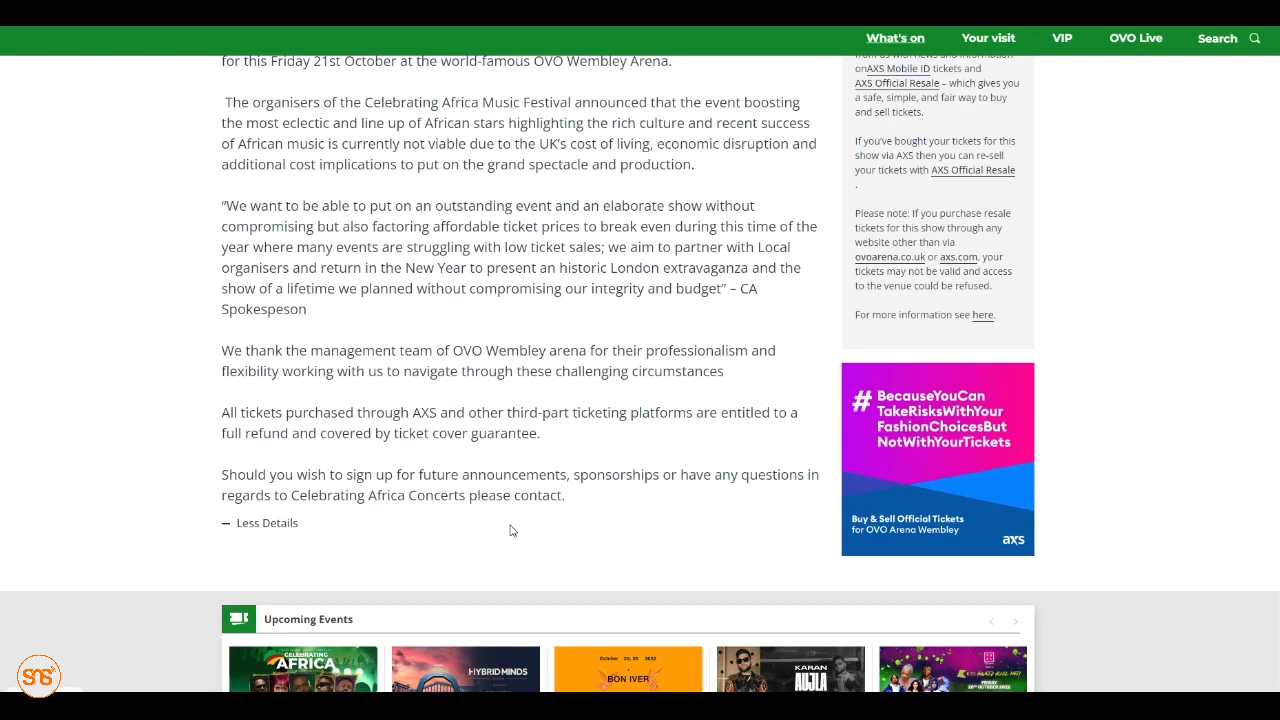 What's on
Your visit
VIP
OVO Live
Search
for this Friday 21st October at the world-famous OVO Wembley Arena.
The organisers of the Celebrating Africa Music Festival announced that the event boosting
the most eclectic and line up of African stars highlighting the rich culture and recent success
of African music is currently not viable due to the UK's cost of living, economic disruption and
additional cost implications to put on the grand spectacle and production.
"We want to be able to put on an outstanding event and an elaborate show without
compromising but also factoring affordable ticket prices to break even during this time of the
year where many events are struggling with low ticket sales; we aim to partner with Local
organisers and return in the New Year to present an historic London extravaganza and the
show of a lifetime we planned without compromising our integrity and budget" – CA
Spokespeson
We thank the management team of OVO Wembley arena for their professionalism and
flexibility working with us to navigate through these challenging circumstances
All tickets purchased through AXS and other third-part ticketing platforms are entitled to a
full refund and covered by ticket cover guarantee.
Should you wish to sign up for future announcements, sponsorships or have any questions in
regards to Celebrating Africa Concerts please contact.
– Less Details
from us with news and information
onAXS Mobile ID tickets and
AXS Official Resale – which gives you
a safe, simple, and fair way to buy
and sell tickets.
If you've bought your tickets for this
show via AXS then you can re-sell
your tickets with AXS Official Resale
.
Please note: If you purchase resale
tickets for this show through any
website other than via
ovoarena.co.uk or axs.com, your
tickets may not be valid and access
to the venue could be refused.
For more information see here.
# BecauseYouCan
TakeRisksWithYour
FashionChoicesBut
NotWithYourTickets
Buy & Sell Official Tickets
for OVO Arena Wembley
axs
Upcoming Events
CELEBRATING
AFRICA
HYBRID MINDS
October 23, 24 2022
BON IVER
KARAN
AUJLA
FRIDAY
28TH OCTOBER 2022
SNS